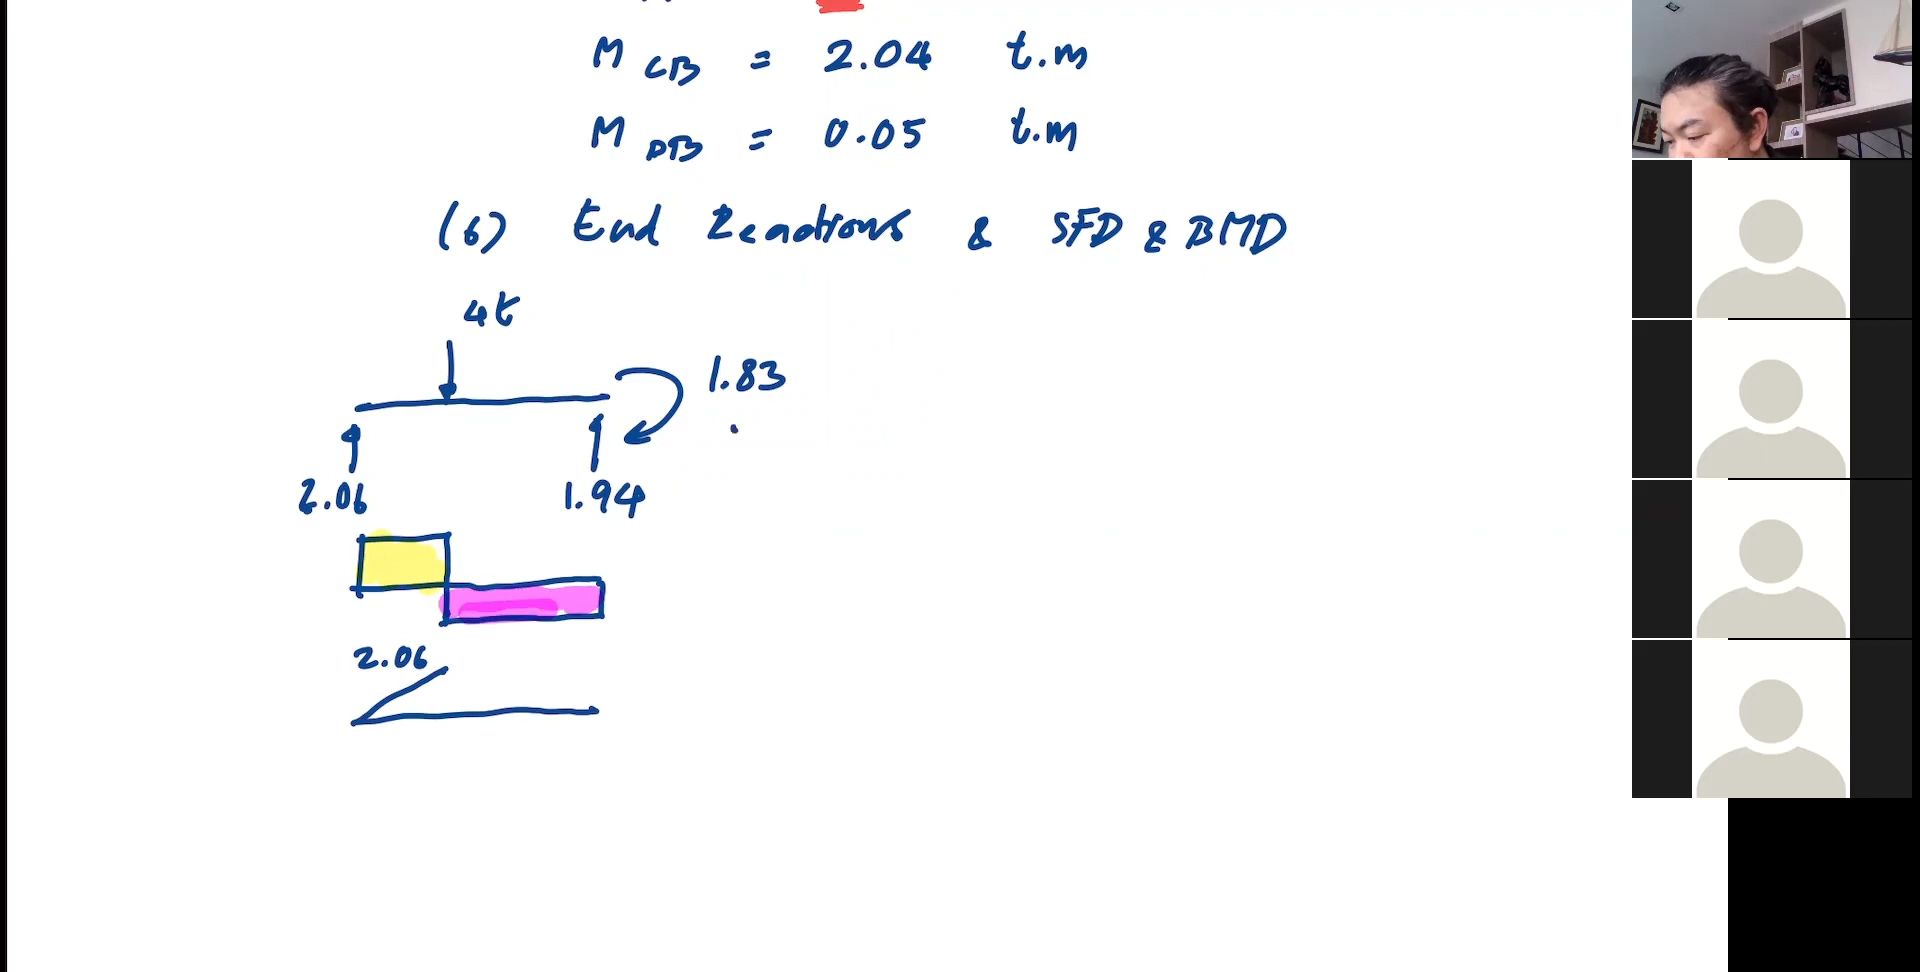 M CB = 2.04 t.m
M DB = 0.05 t.m
(6) End Reactions & SFD & BMD
4t
1.83
2.06 1.94
2.06